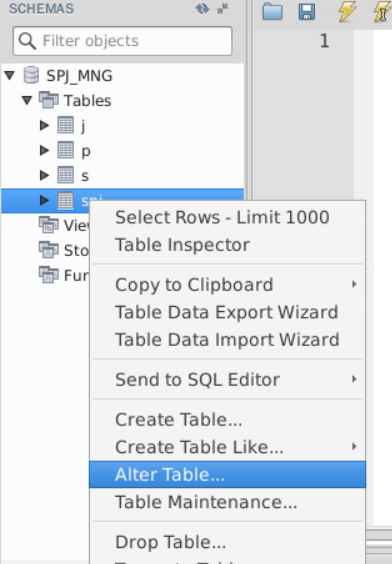 SCHEMAS
Filter objects
1
SPJ_MNG
Tables
j
p
s
Select Rows - Limit 1000
Table Inspector
Copy to Clipboard
Table Data Export Wizard
Table Data Import Wizard
Send to SQL Editor
Create Table...
Create Table Like...
Alter Table...
Table Maintenance...
Drop Table...